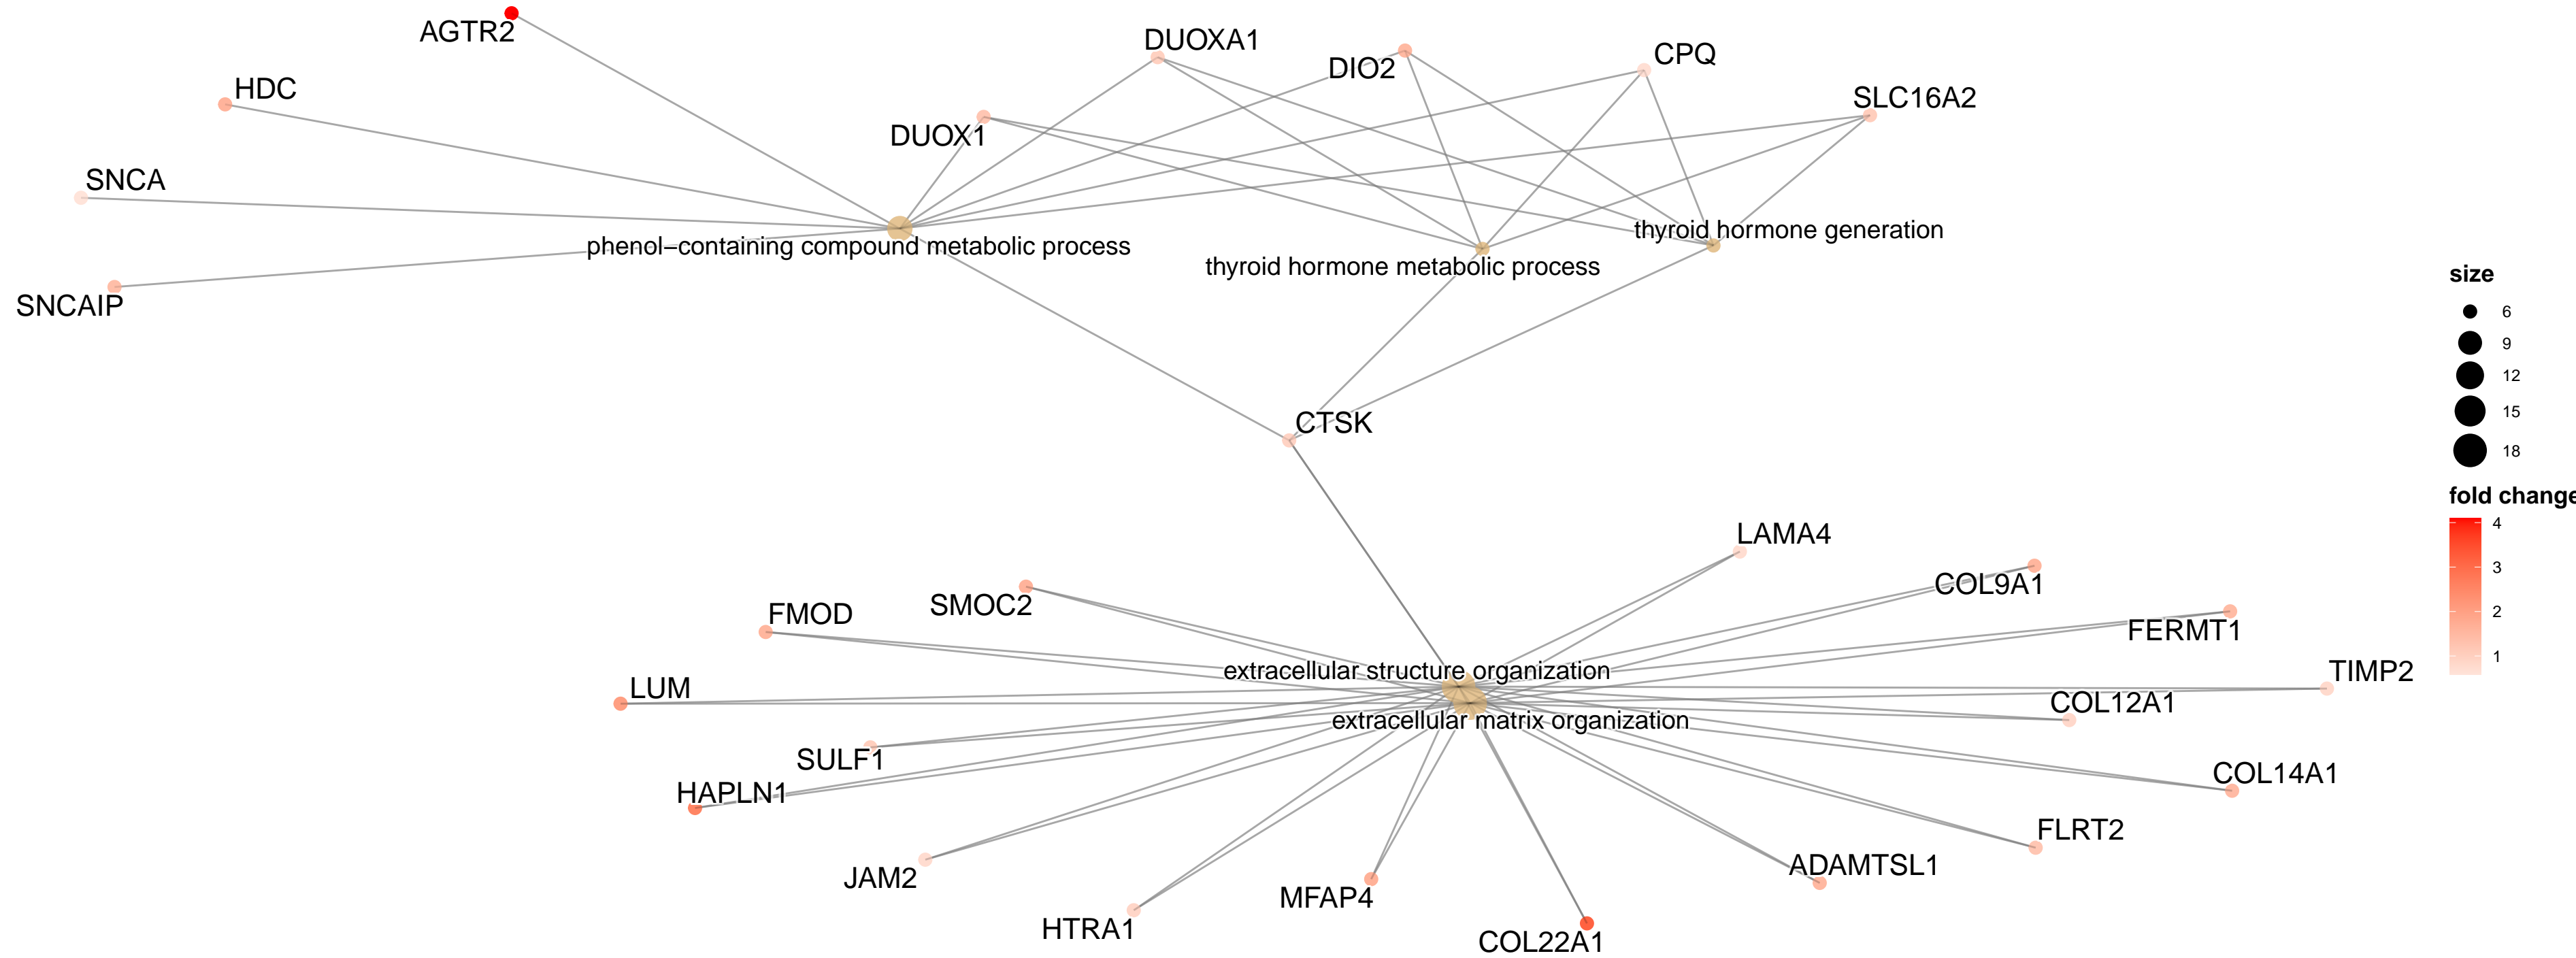 AGTR2
DUOXA1
DIO2
CPQ
HDC
SLC16A2
DUOX1
SNCA
phenol−containing compound metabolic process
thyroid hormone generation
thyroid hormone metabolic process
SNCAIP
CTSK
LAMA4
COL9A1
SMOC2
FMOD
FERMT1
extracellular structure organization
TIMP2
LUM
COL12A1
extracellular matrix organization
SULF1
COL14A1
HAPLN1
FLRT2
ADAMTSL1
JAM2
MFAP4
HTRA1
COL22A1
size
6
9
12
15
18
fold change
4
3
2
1